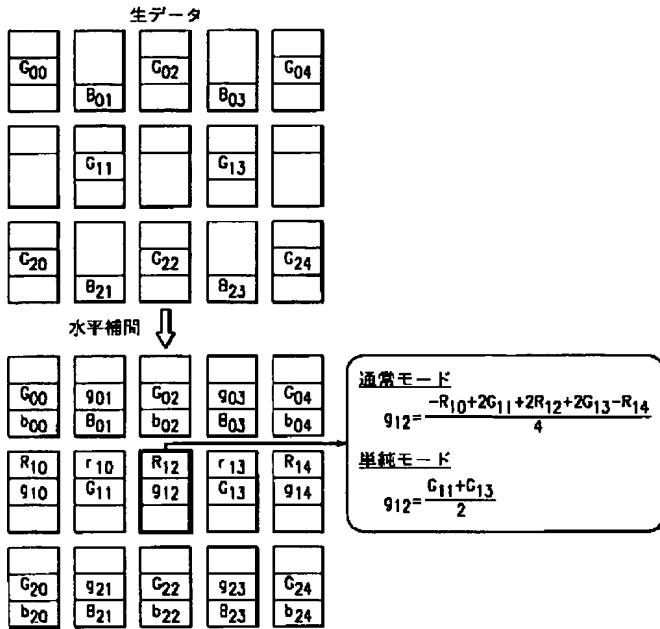 生データ
G00 G02 G04
B01 B03
G11 G13
G20 G22 G24
B21 B23
水平補間
G00 g01 G02 g03 G04
b00 B01 b02 B03 b04
R10 r10 R12 r13 R14
g10 G11 g12 G13 g14
G20 g21 G22 g23 G24
b20 B21 b22 B23 b24
通常モード
g12=(-R10+2G11+2R12+2G13-R14)/4
単純モード
g12=(G11+G13)/2